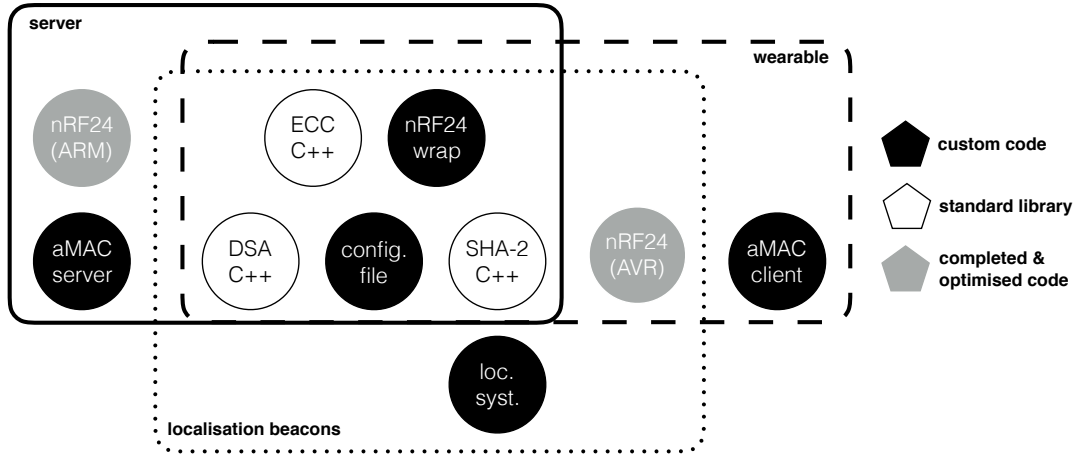 server
wearable
nRF24
(ARM)
ECC
C++
nRF24
wrap
custom code
standard library
completed &
optimised code
aMAC
server
DSA
C++
config.
file
SHA-2
C++
nRF24
(AVR)
aMAC
client
loc.
syst.
localisation beacons